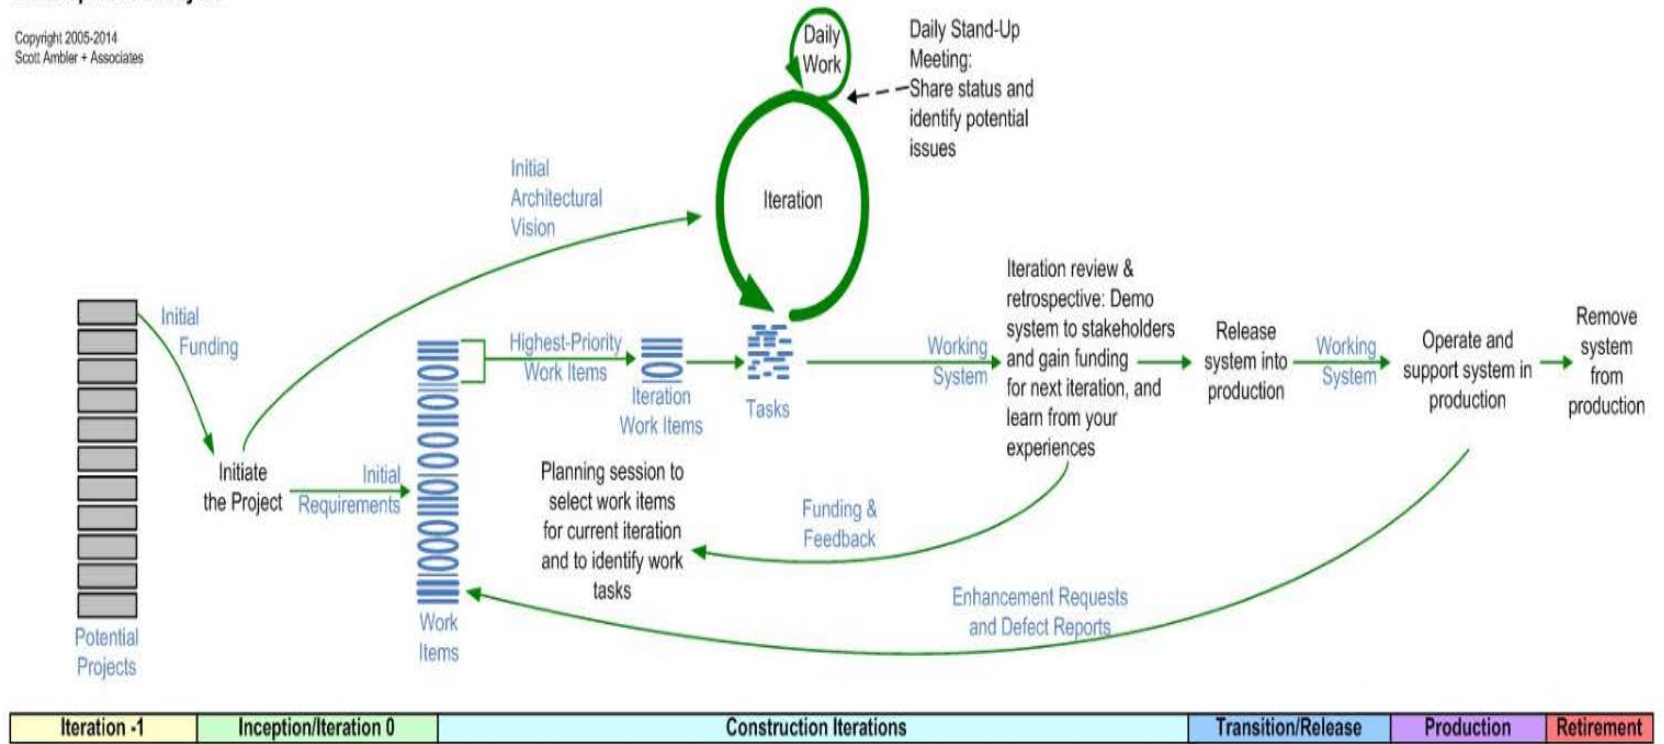 Copyright 2005-2014
Scott Ambler + Associates
Daily
Work
Daily Stand-Up
Meeting:
Share status and
identify potential
issues
Initial
Architectural
Vision
Iteration
Initial
Funding
Highest-Priority
Work Items
Iteration
Work Items
Tasks
Working
System
Iteration review &
retrospective: Demo
system to stakeholders
and gain funding
for next iteration, and
learn from your
experiences
Release
system into
production
Working
System
Operate and
support system in
production
Remove
system
from
production
Initiate
the Project
Initial
Requirements
Planning session to
select work items
for current iteration
and to identify work
tasks
Funding &
Feedback
Enhancement Requests
and Defect Reports
Potential
Projects
Work
Items
Iteration -1
Inception/Iteration 0
Construction Iterations
Transition/Release
Production
Retirement